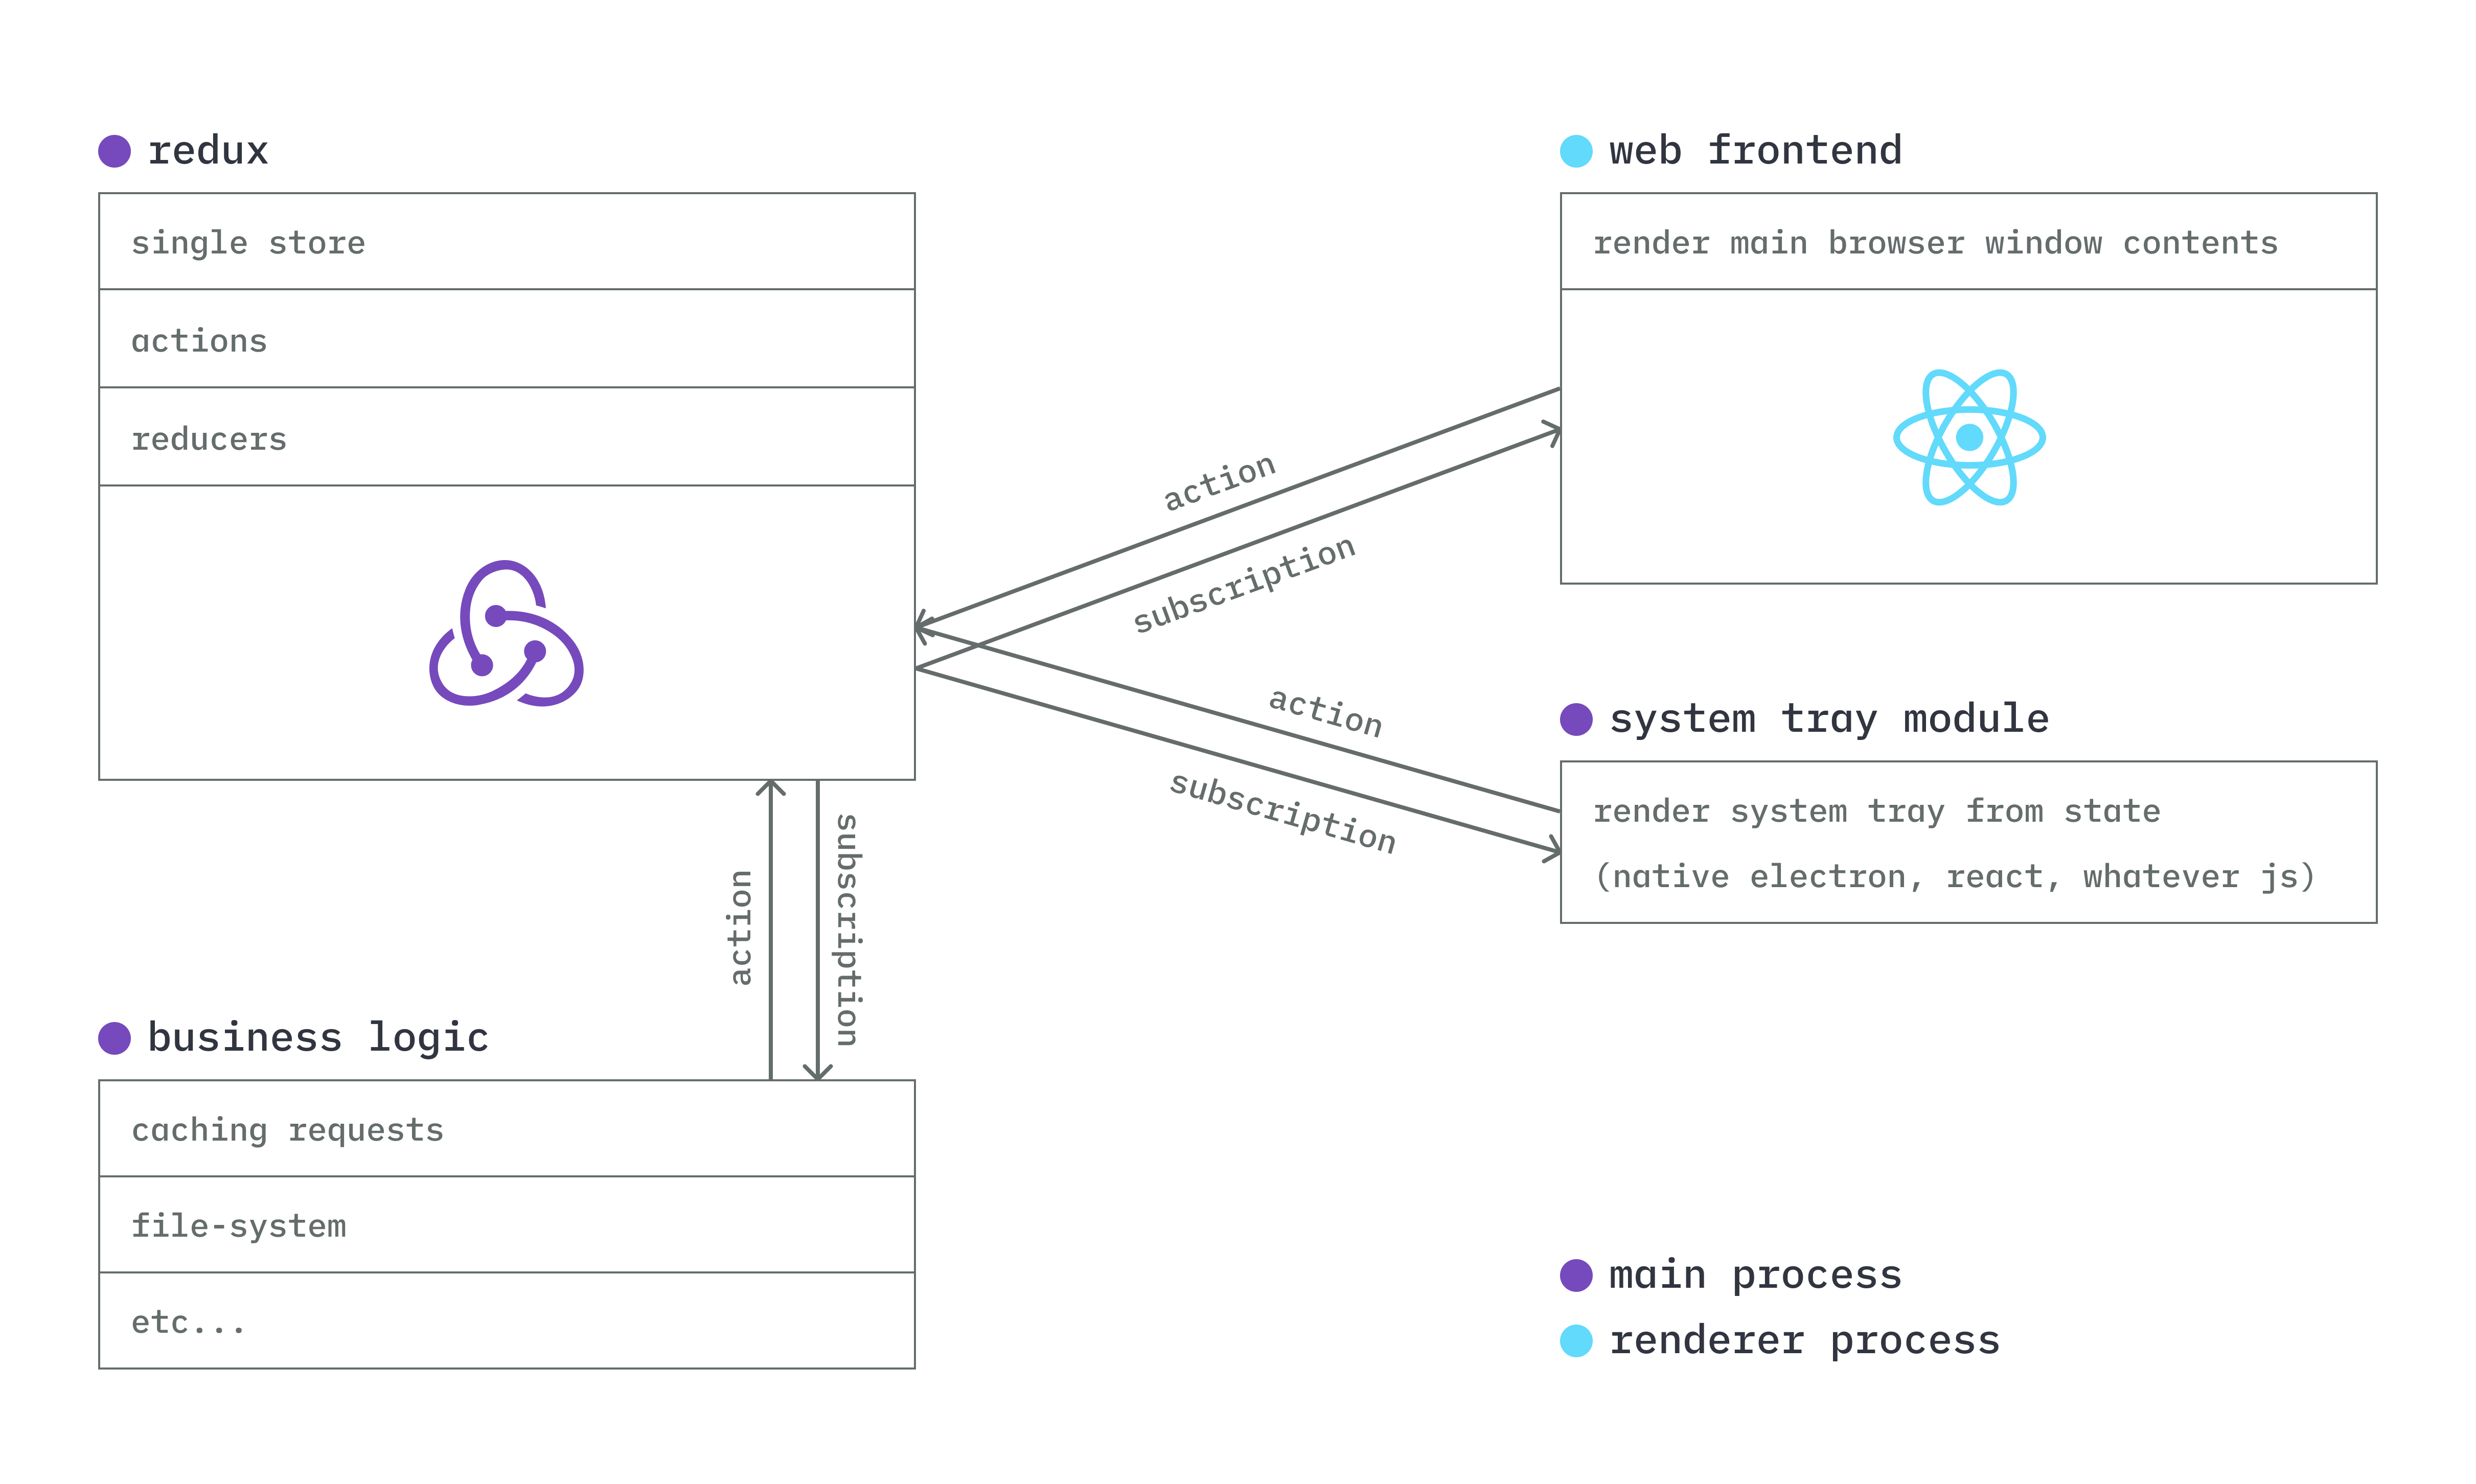 redux
single store
actions
reducers
web frontend
render main browser window contents
action
subscription
action
subscription
system tray module
render system tray from state
(native electron, react, whatever js)
action
subscription
business logic
caching requests
file-system
etc...
main process
renderer process